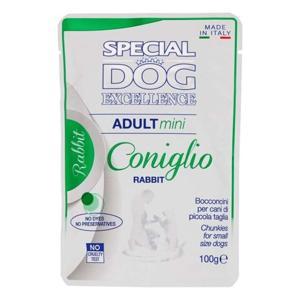 MADE
IN ITALY
SPECIAL
DOG
EXCELLENCE
ADULT mini
Rabbit
Coniglio
RABBIT
NO DYES
NO PRESERVATIVES
Bocconcini
per cani di
piccola taglia
Chunkies
for small
size dogs
NO
CRUELTY
TEST
100g e